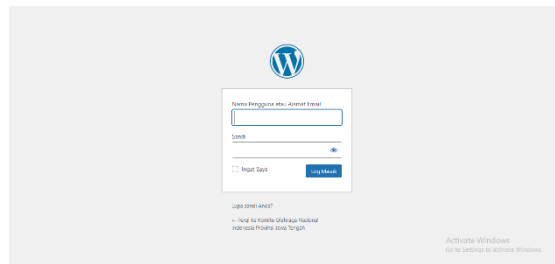 Nama Pengguna atau Alamat Email
Sandi
Ingat Saya
Log Masuk
Lupa sandi Anda?
← Pergi ke Komite Olahraga Nasional
Indonesia Provinsi Jawa Tengah
Activate Windows
Go to Settings to activate Windows.